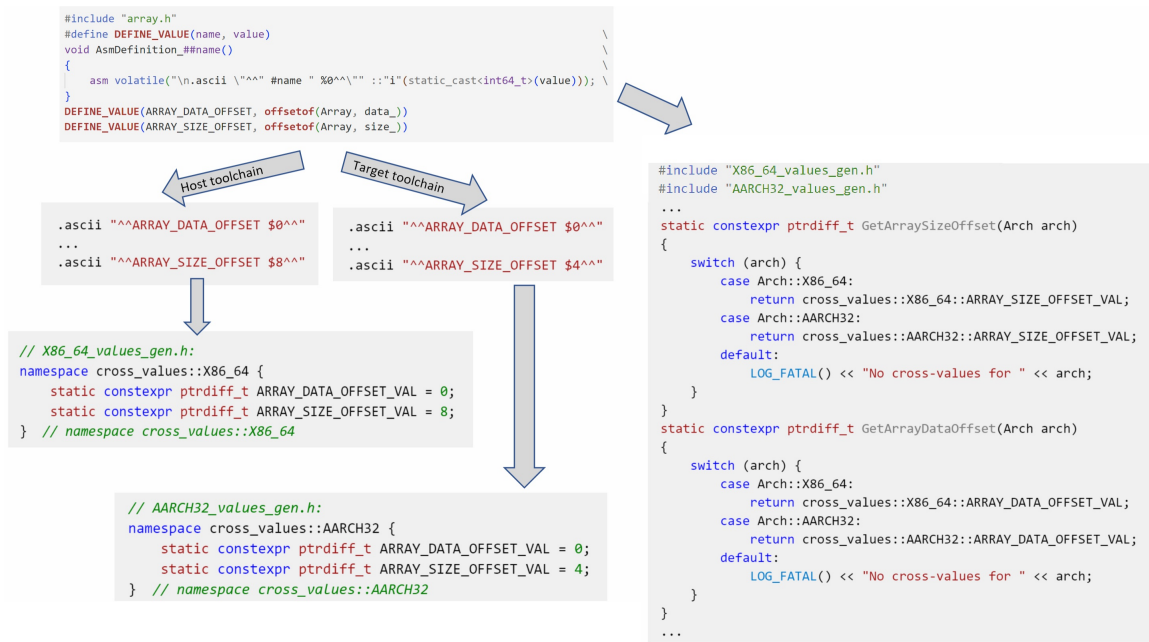 #include "array.h"
#define DEFINE_VALUE(name, value) \
void AsmDefinition_##name() \
{ \
    asm volatile("\n.ascii \"^^" #name " %0^^\"" ::"i"(static_cast<int64_t>(value))); \
}
DEFINE_VALUE(ARRAY_DATA_OFFSET, offsetof(Array, data_))
DEFINE_VALUE(ARRAY_SIZE_OFFSET, offsetof(Array, size_))
Host toolchain
Target toolchain
.ascii "^^ARRAY_DATA_OFFSET $0^^"
...
.ascii "^^ARRAY_SIZE_OFFSET $8^^"
.ascii "^^ARRAY_DATA_OFFSET $0^^"
...
.ascii "^^ARRAY_SIZE_OFFSET $4^^"
// X86_64_values_gen.h:
namespace cross_values::X86_64 {
    static constexpr ptrdiff_t ARRAY_DATA_OFFSET_VAL = 0;
    static constexpr ptrdiff_t ARRAY_SIZE_OFFSET_VAL = 8;
}  // namespace cross_values::X86_64
// AARCH32_values_gen.h:
namespace cross_values::AARCH32 {
    static constexpr ptrdiff_t ARRAY_DATA_OFFSET_VAL = 0;
    static constexpr ptrdiff_t ARRAY_SIZE_OFFSET_VAL = 4;
}  // namespace cross_values::AARCH32
#include "X86_64_values_gen.h"
#include "AARCH32_values_gen.h"
...
static constexpr ptrdiff_t GetArraySizeOffset(Arch arch)
{
    switch (arch) {
        case Arch::X86_64:
            return cross_values::X86_64::ARRAY_SIZE_OFFSET_VAL;
        case Arch::AARCH32:
            return cross_values::AARCH32::ARRAY_SIZE_OFFSET_VAL;
        default:
            LOG_FATAL() << "No cross-values for " << arch;
    }
}
static constexpr ptrdiff_t GetArrayDataOffset(Arch arch)
{
    switch (arch) {
        case Arch::X86_64:
            return cross_values::X86_64::ARRAY_DATA_OFFSET_VAL;
        case Arch::AARCH32:
            return cross_values::AARCH32::ARRAY_DATA_OFFSET_VAL;
        default:
            LOG_FATAL() << "No cross-values for " << arch;
    }
}
...